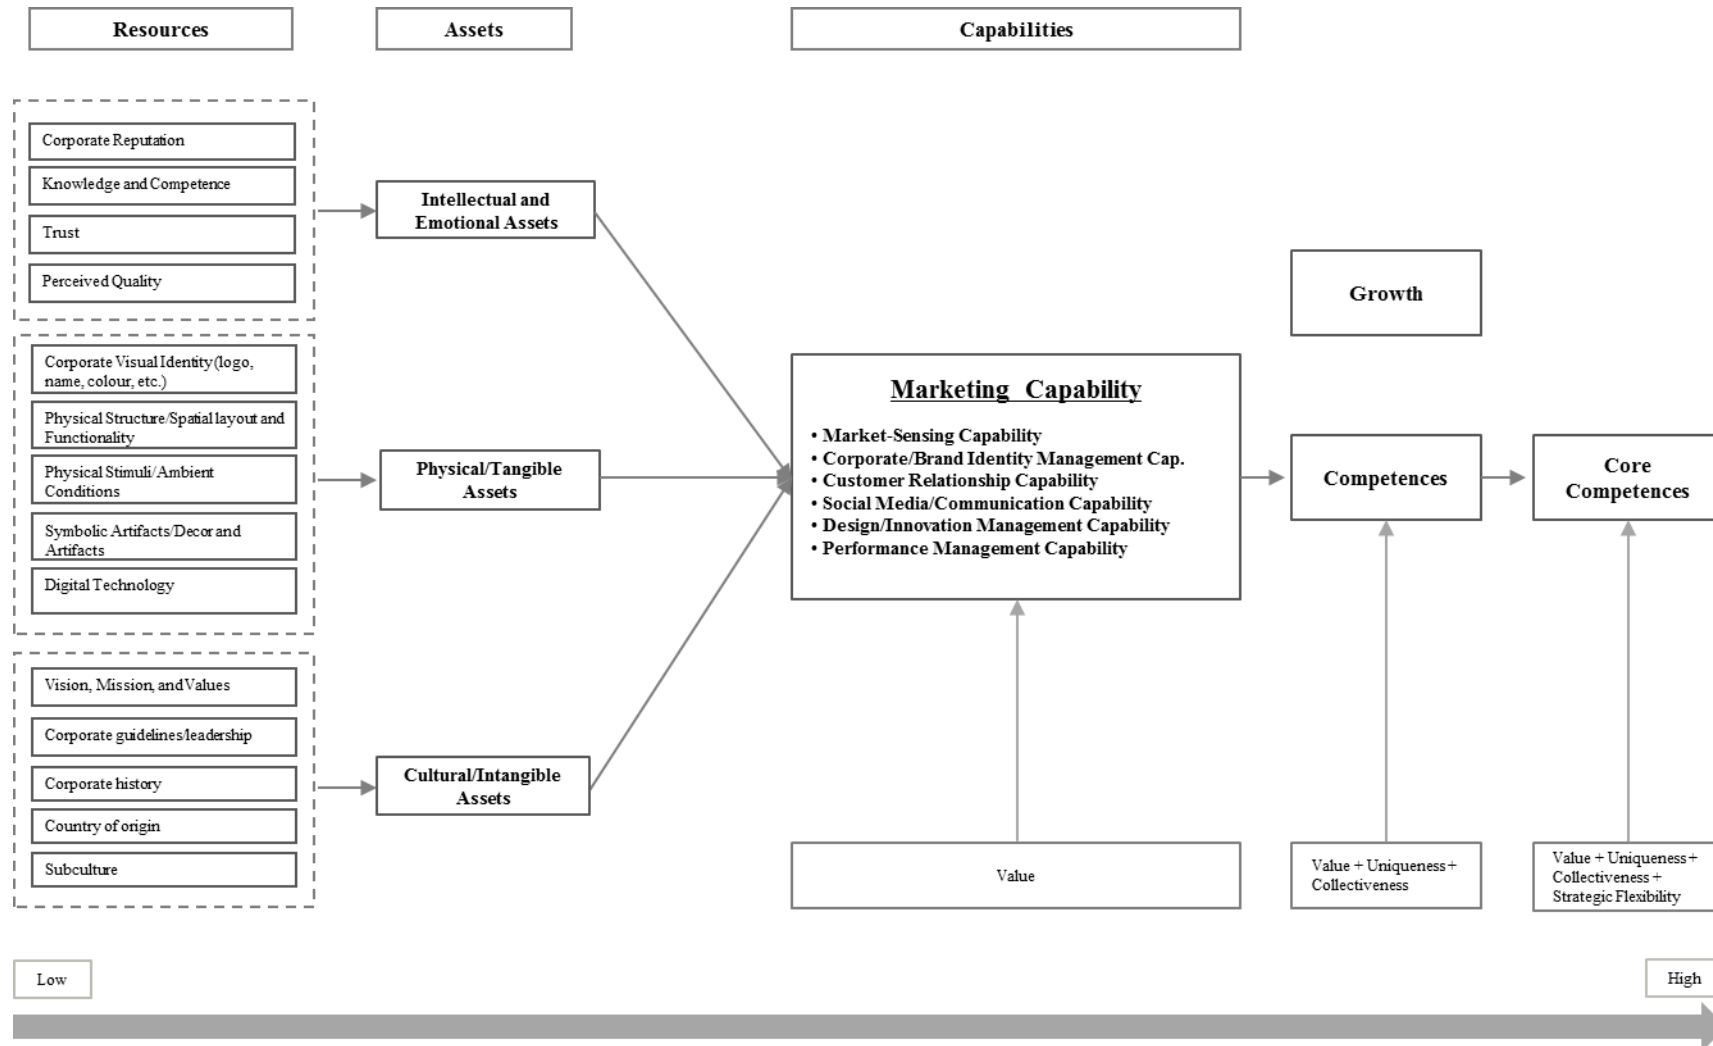 Resources
Assets
Capabilities
Corporate Reputation
Knowledge and Competence
Trust
Perceived Quality
Intellectual and
Emotional Assets
Growth
Corporate Visual Identity (logo,
name, colour, etc.)
Physical Structure/Spatial layout and
Functionality
Physical Stimuli/Ambient
Conditions
Symbolic Artifacts/Decor and
Artifacts
Digital Technology
Physical/Tangible
Assets
Marketing Capability
• Market-Sensing Capability
• Corporate/Brand Identity Management Cap.
• Customer Relationship Capability
• Social Media/Communication Capability
• Design/Innovation Management Capability
• Performance Management Capability
Competences
Core
Competences
Vision, Mission, and Values
Corporate guidelines/leadership
Corporate history
Country of origin
Subculture
Cultural/Intangible
Assets
Value
Value + Uniqueness +
Collectiveness
Value + Uniqueness +
Collectiveness +
Strategic Flexibility
Low
High